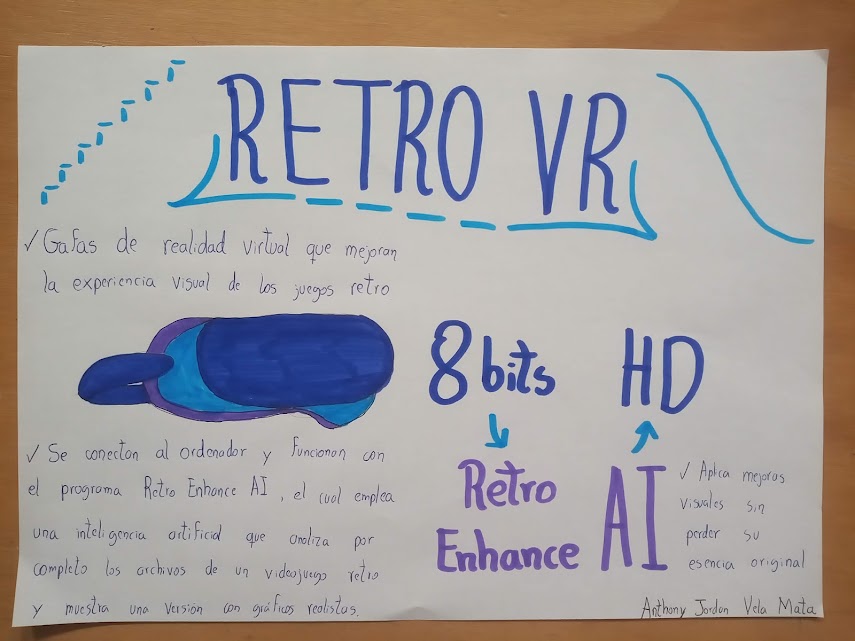 RETRO VR
✓ Gafas de realidad virtual que mejoran
la experiencia visual de los juegos retro
8 bits
HD
✓ Se conectan al ordenador y funcionan con
el programa Retro Enhance AI, el cual emplea
una inteligencia artificial que analiza por
completo los archivos de un videojuego retro
y muestra una versión con gráficos realistas.
Retro
Enhance
AI
✓ Aplica mejoras
visuales sin
perder su
esencia original
Anthony Jordan Vela Mata